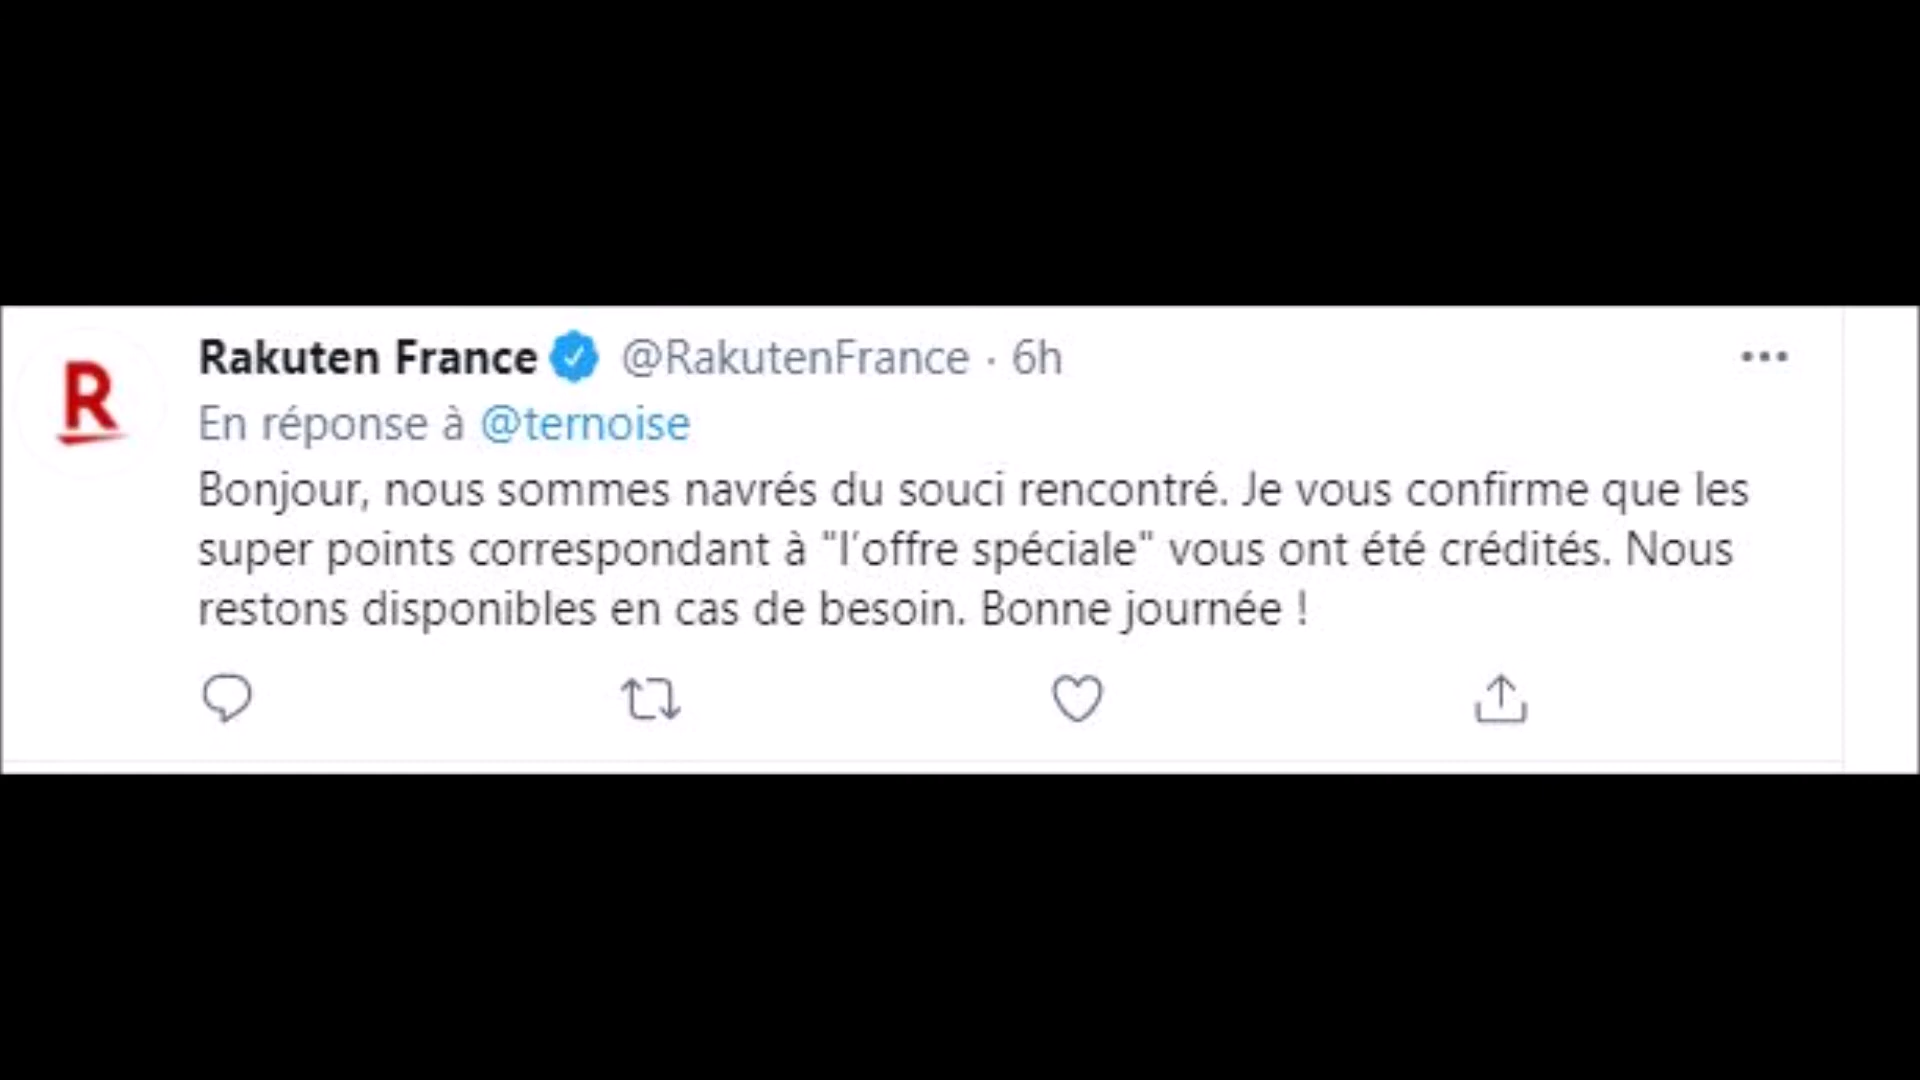 R
Rakuten France @RakutenFrance · 6h
En réponse à @ternoise
Bonjour, nous sommes navrés du souci rencontré. Je vous confirme que les
super points correspondant à "l’offre spéciale" vous ont été crédités. Nous
restons disponibles en cas de besoin. Bonne journée !